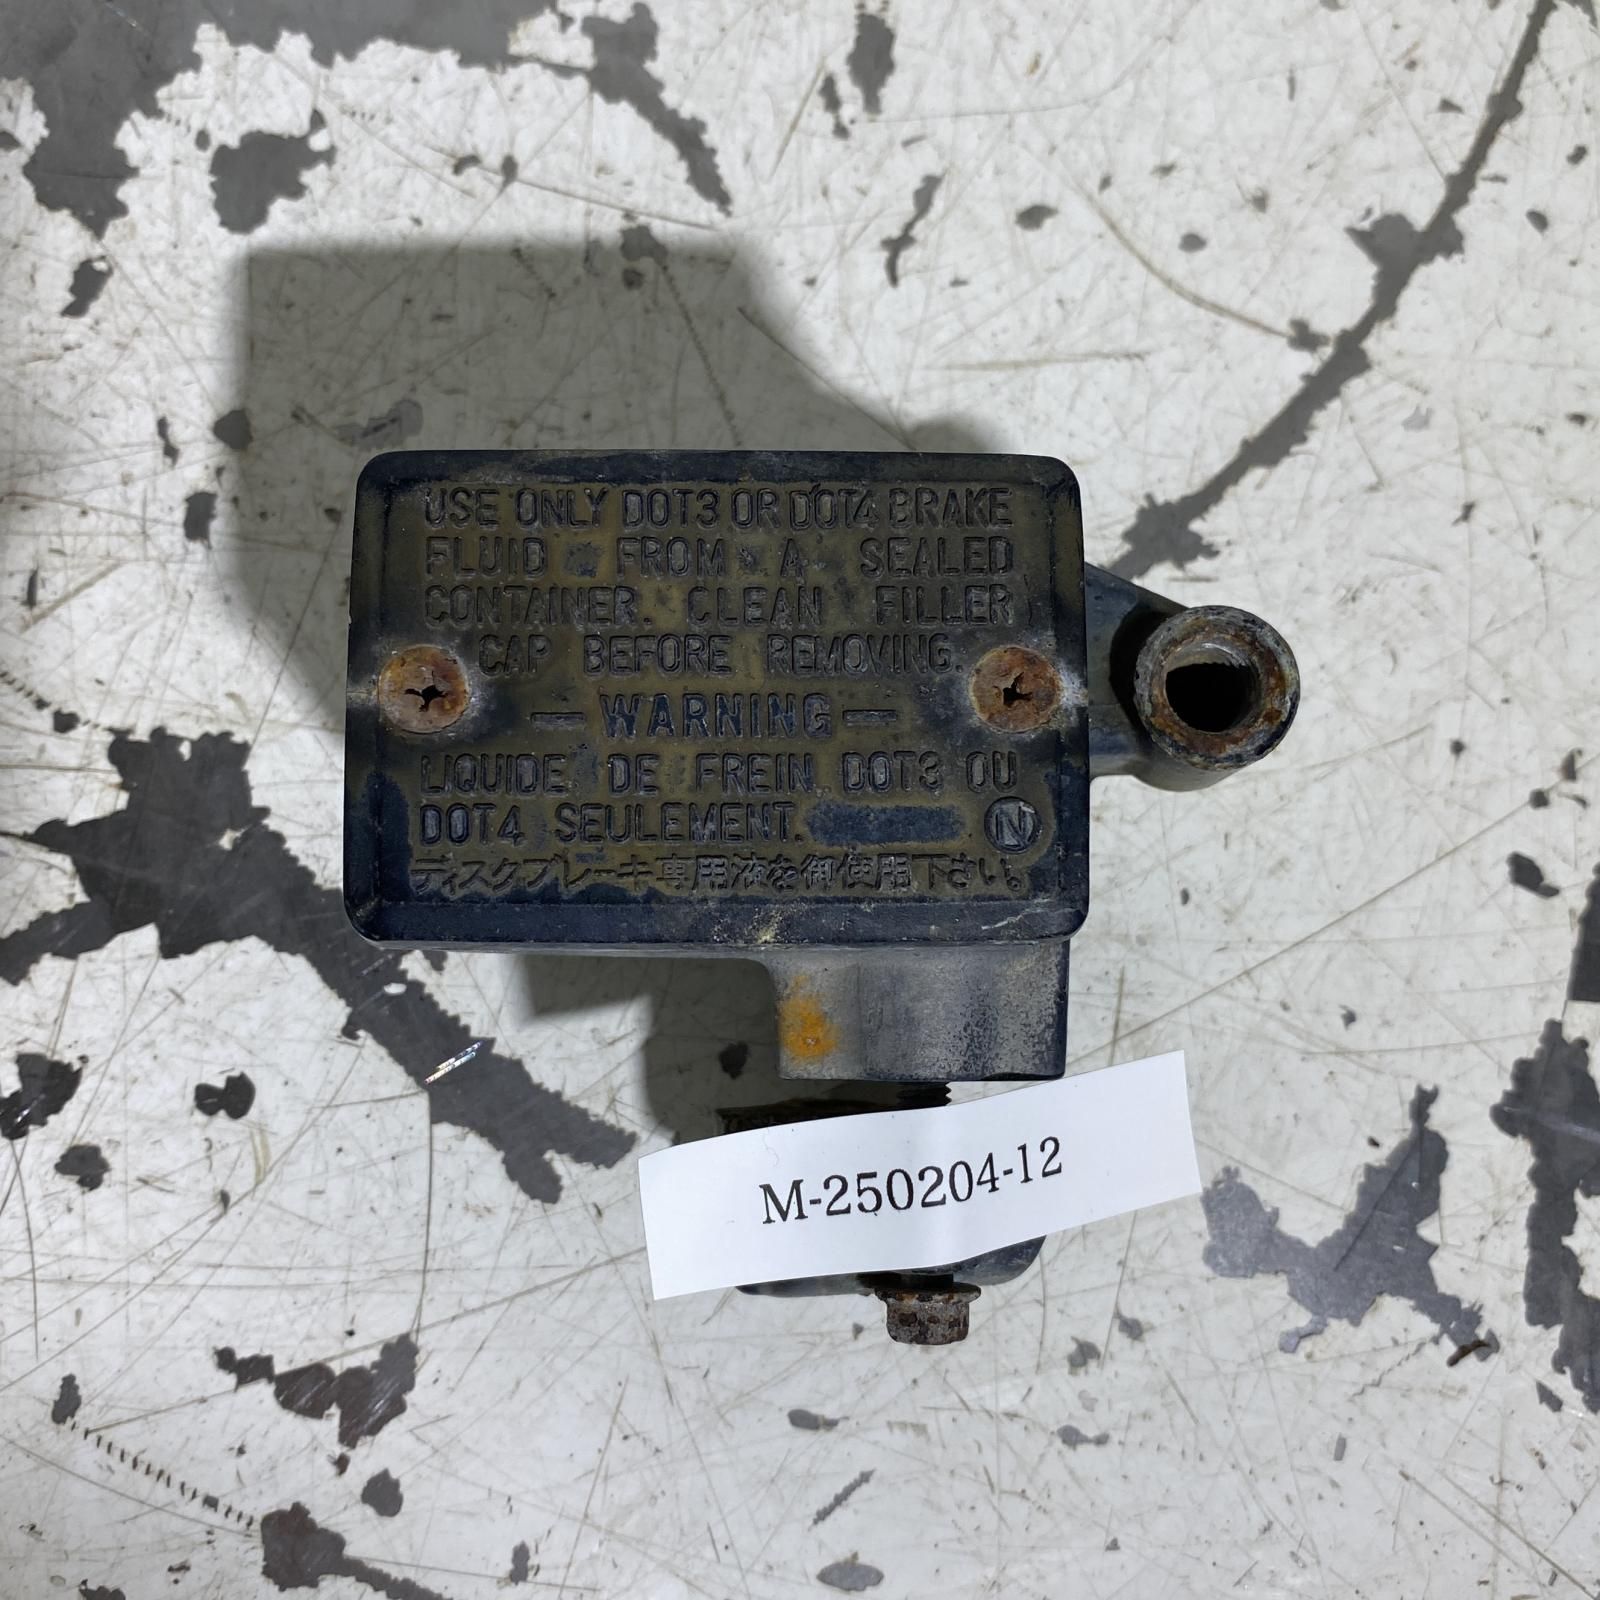 USE ONLY DOT3 OR DOT4 BRAKE
FLUID FROM A SEALED
CONTAINER. CLEAN FILLER
CAP BEFORE REMOVING.
— WARNING —
LIQUIDE DE FREIN DOT3 OU
DOT4 SEULEMENT. N
ディスクブレーキ専用液を御使用下さい。
M-250204-12